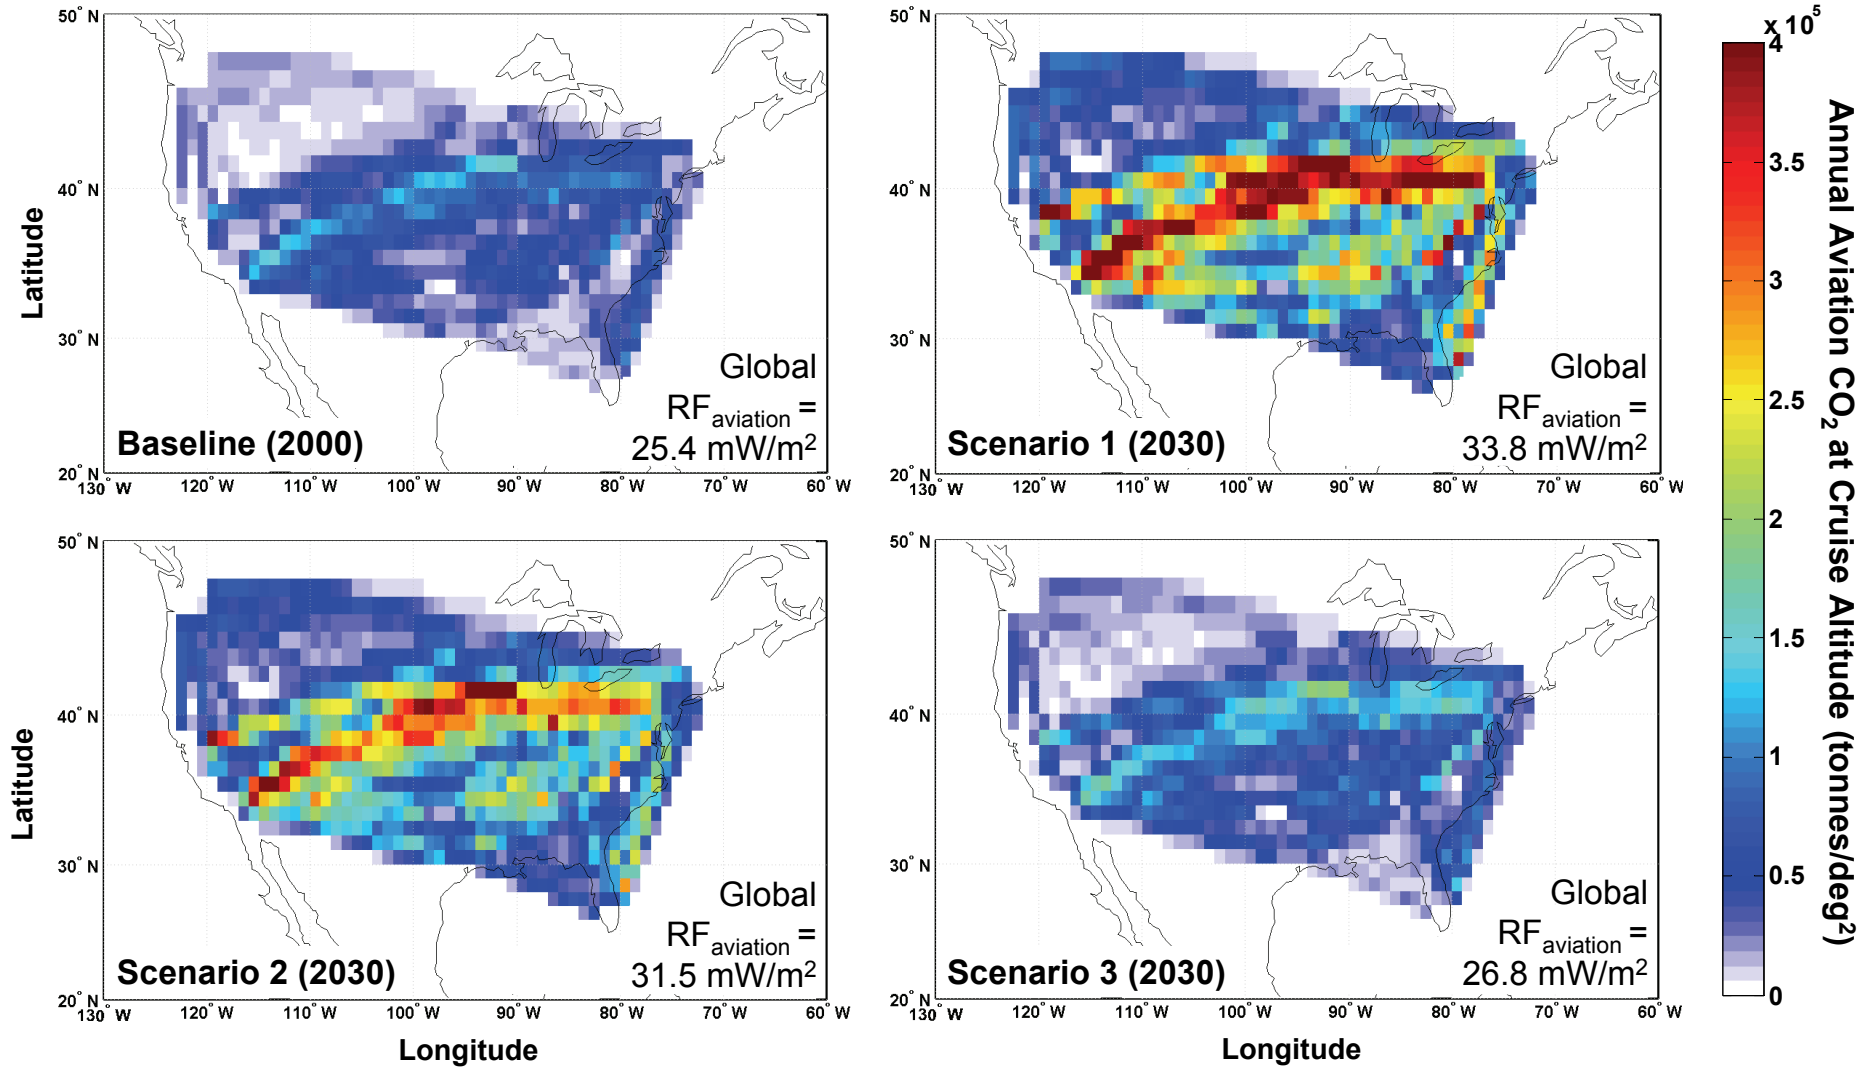 50° N
40° N
30° N
20° N
130° W
120° W
110° W
100° W
90° W
80° W
70° W
60° W
Latitude
Global
RFaviation =
25.4 mW/m2
Baseline (2000)
50° N
40° N
30° N
20° N
130° W
120° W
110° W
100° W
90° W
80° W
70° W
60° W
Global
RFaviation =
33.8 mW/m2
Scenario 1 (2030)
50° N
40° N
30° N
20° N
130° W
120° W
110° W
100° W
90° W
80° W
70° W
60° W
Latitude
Longitude
Global
RFaviation =
31.5 mW/m2
Scenario 2 (2030)
50° N
40° N
30° N
20° N
130° W
120° W
110° W
100° W
90° W
80° W
70° W
60° W
Longitude
Global
RFaviation =
26.8 mW/m2
Scenario 3 (2030)
x 10^5
4
3.5
3
2.5
2
1.5
1
0.5
0
Annual Aviation CO2 at Cruise Altitude (tonnes/deg2)